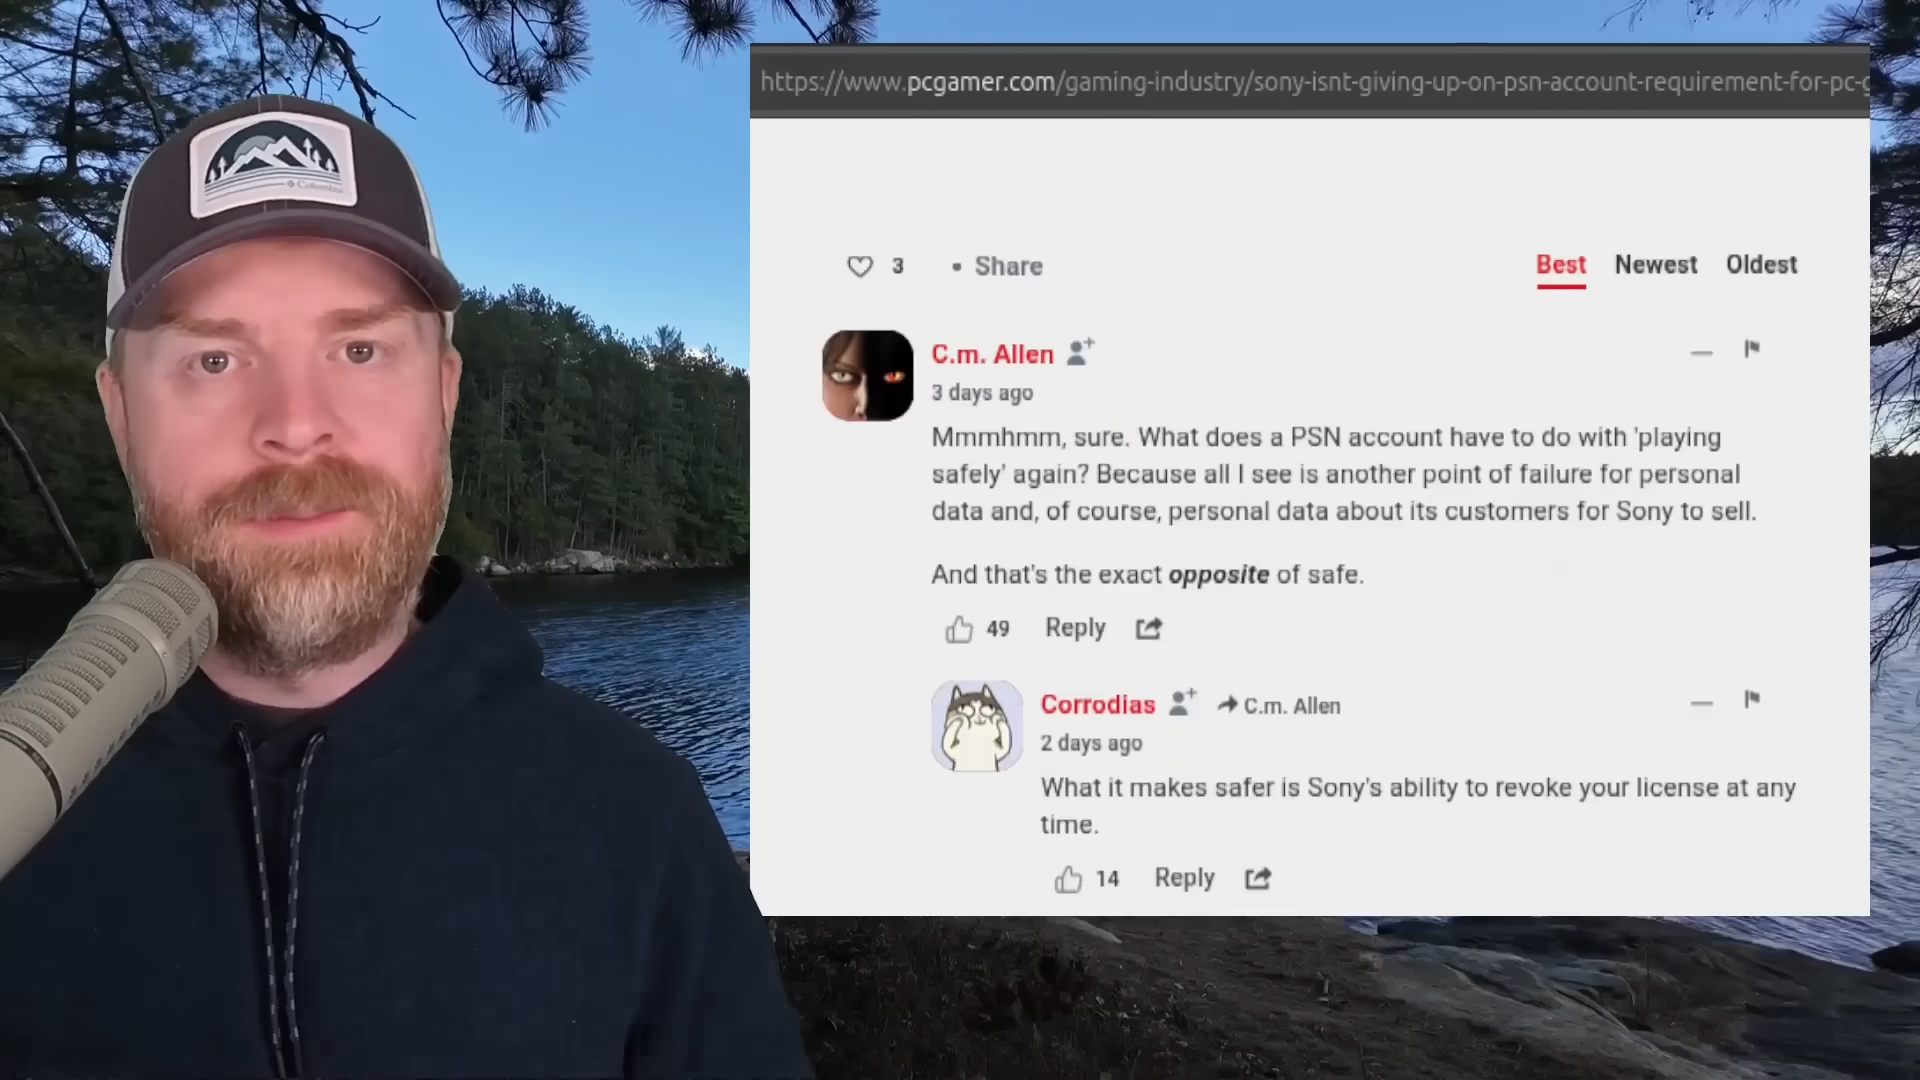 https://www.pcgamer.com/gaming-industry/sony-isnt-giving-up-on-psn-account-requirement-for-pc-g
Columbia
3 • Share
Best Newest Oldest
C.m. Allen
3 days ago
Mmmhmm, sure. What does a PSN account have to do with 'playing
safely' again? Because all I see is another point of failure for personal
data and, of course, personal data about its customers for Sony to sell.
And that's the exact opposite of safe.
49 Reply
Corrodias C.m. Allen
2 days ago
What it makes safer is Sony's ability to revoke your license at any
time.
14 Reply